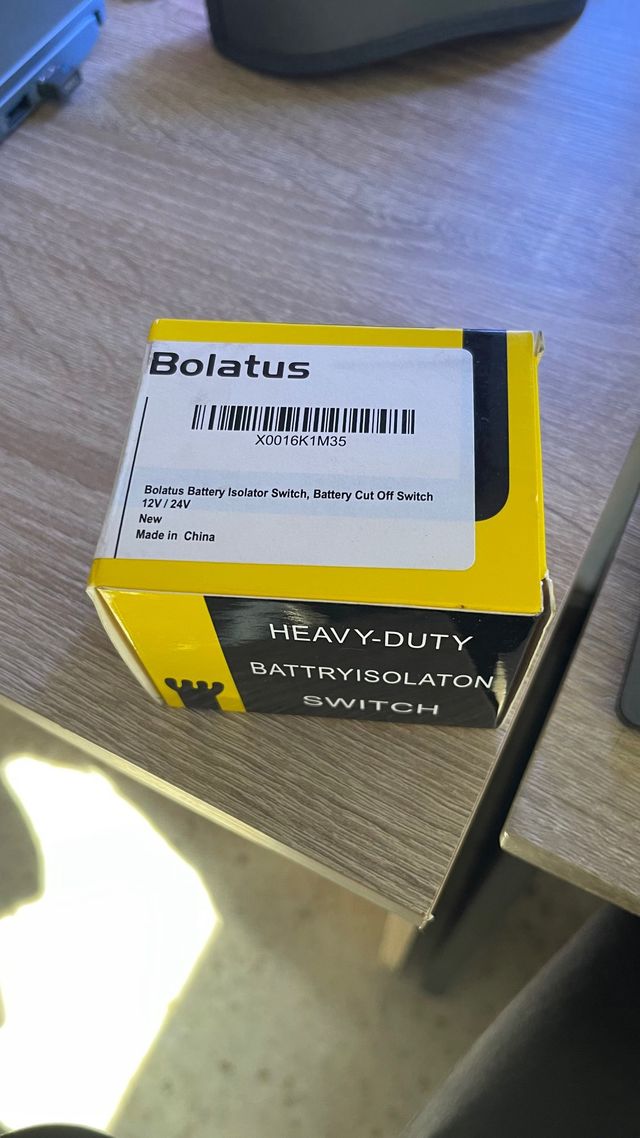 Bolatus
X0016K1M35
Bolatus Battery Isolator Switch, Battery Cut Off Switch
12V / 24V
New
Made in China
HEAVY-DUTY
BATTRYISOLATON
SWITCH